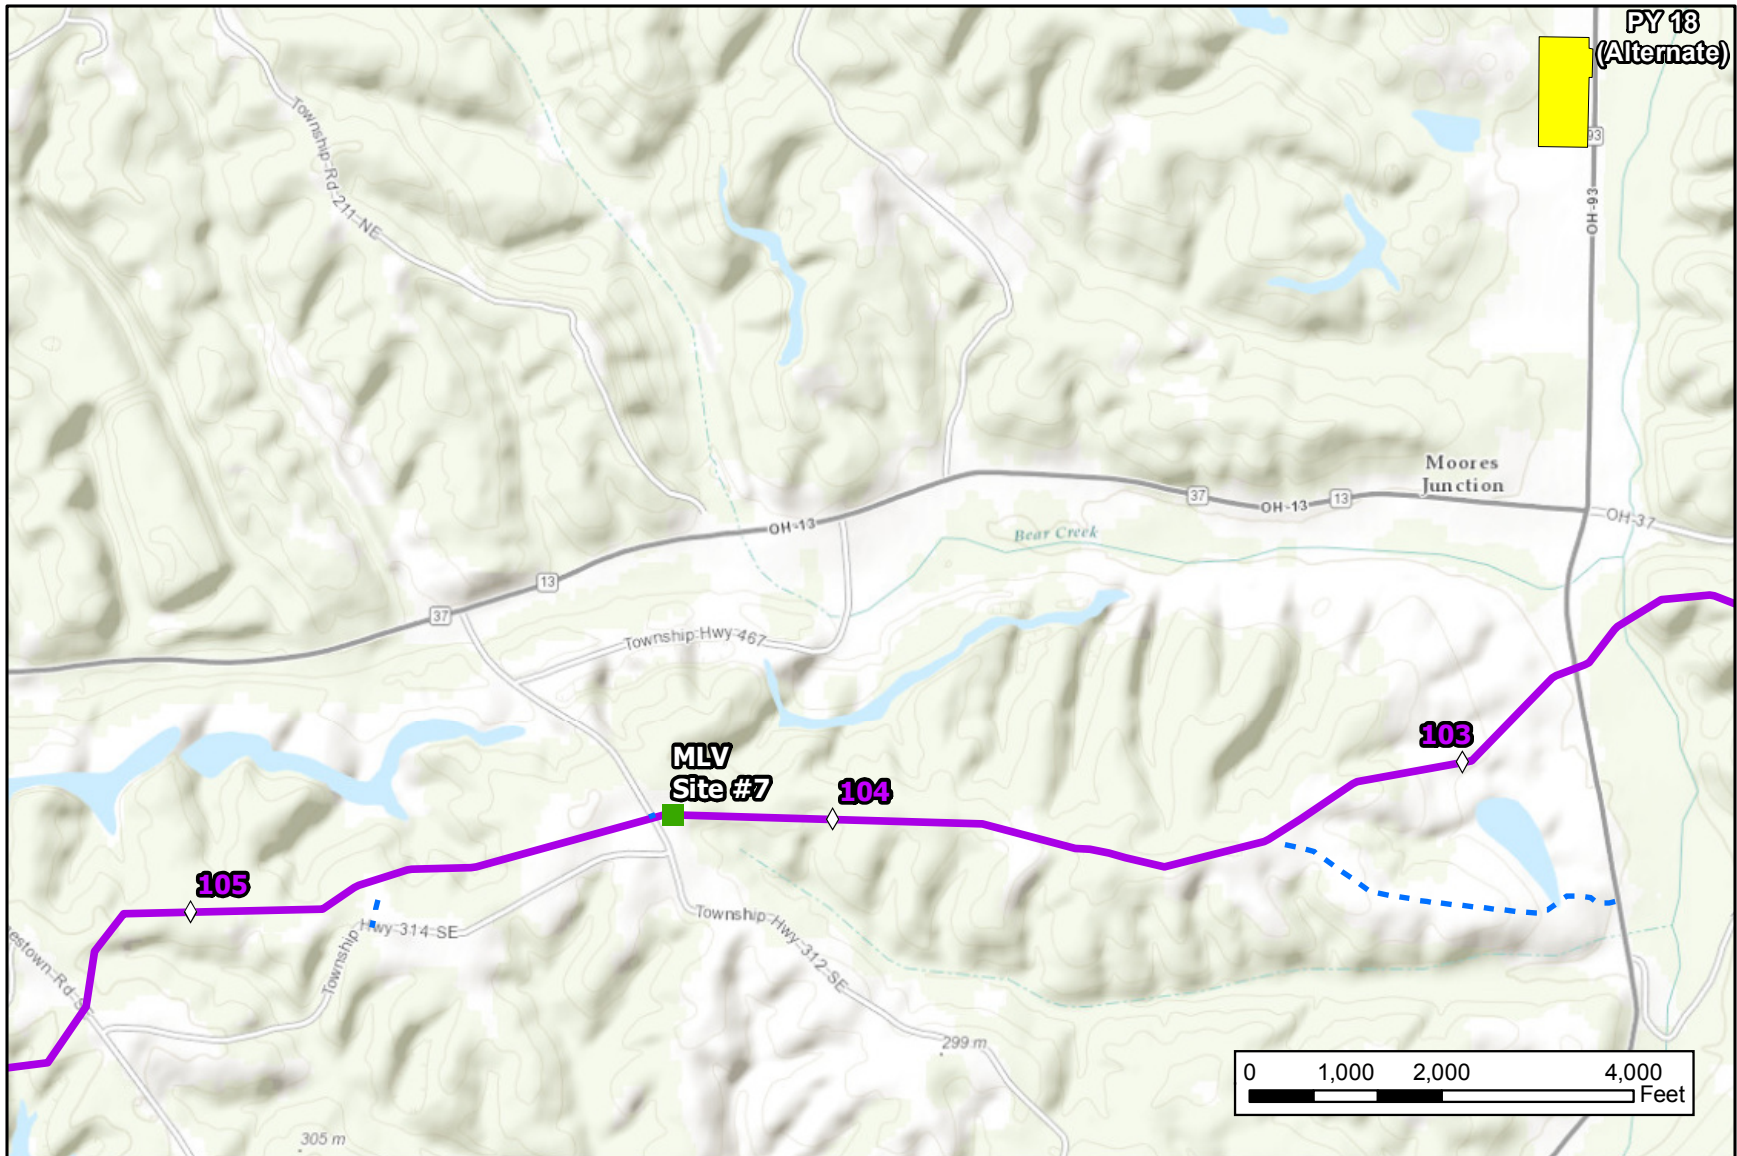 PY 18
(Alternate)
93
OH-93
Township-Rd-211-NE
Moores
Junction
37
OH-13
13
OH-37
OH-13
Bear Creek
13
37
Township-Hwy-467
MLV
Site #7
103
104
105
Township
Hwy-314 SE
Township-Hwy-312-SE
299 m
305 m
0
1,000
2,000
4,000
Feet